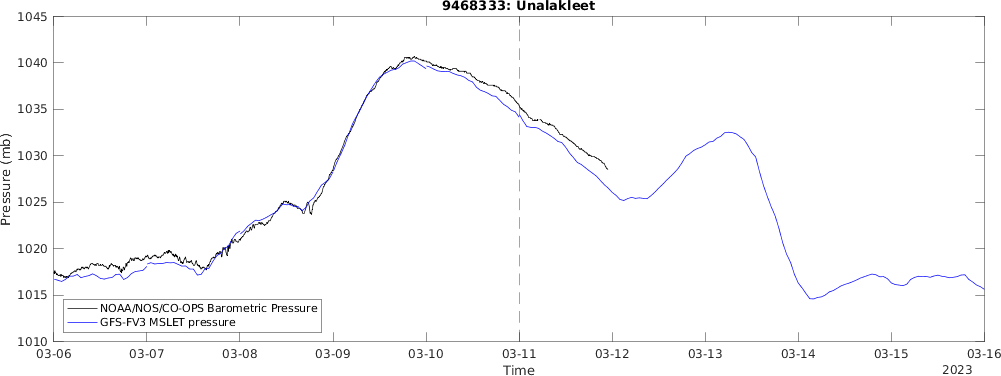 9468333: Unalakleet
Pressure (mb)
1045
1040
1035
1030
1025
1020
1015
1010
NOAA/NOS/CO-OPS Barometric Pressure
GFS-FV3 MSLET pressure
03-06 03-07 03-08 03-09 03-10 03-11 03-12 03-13 03-14 03-15 03-16
Time
2023